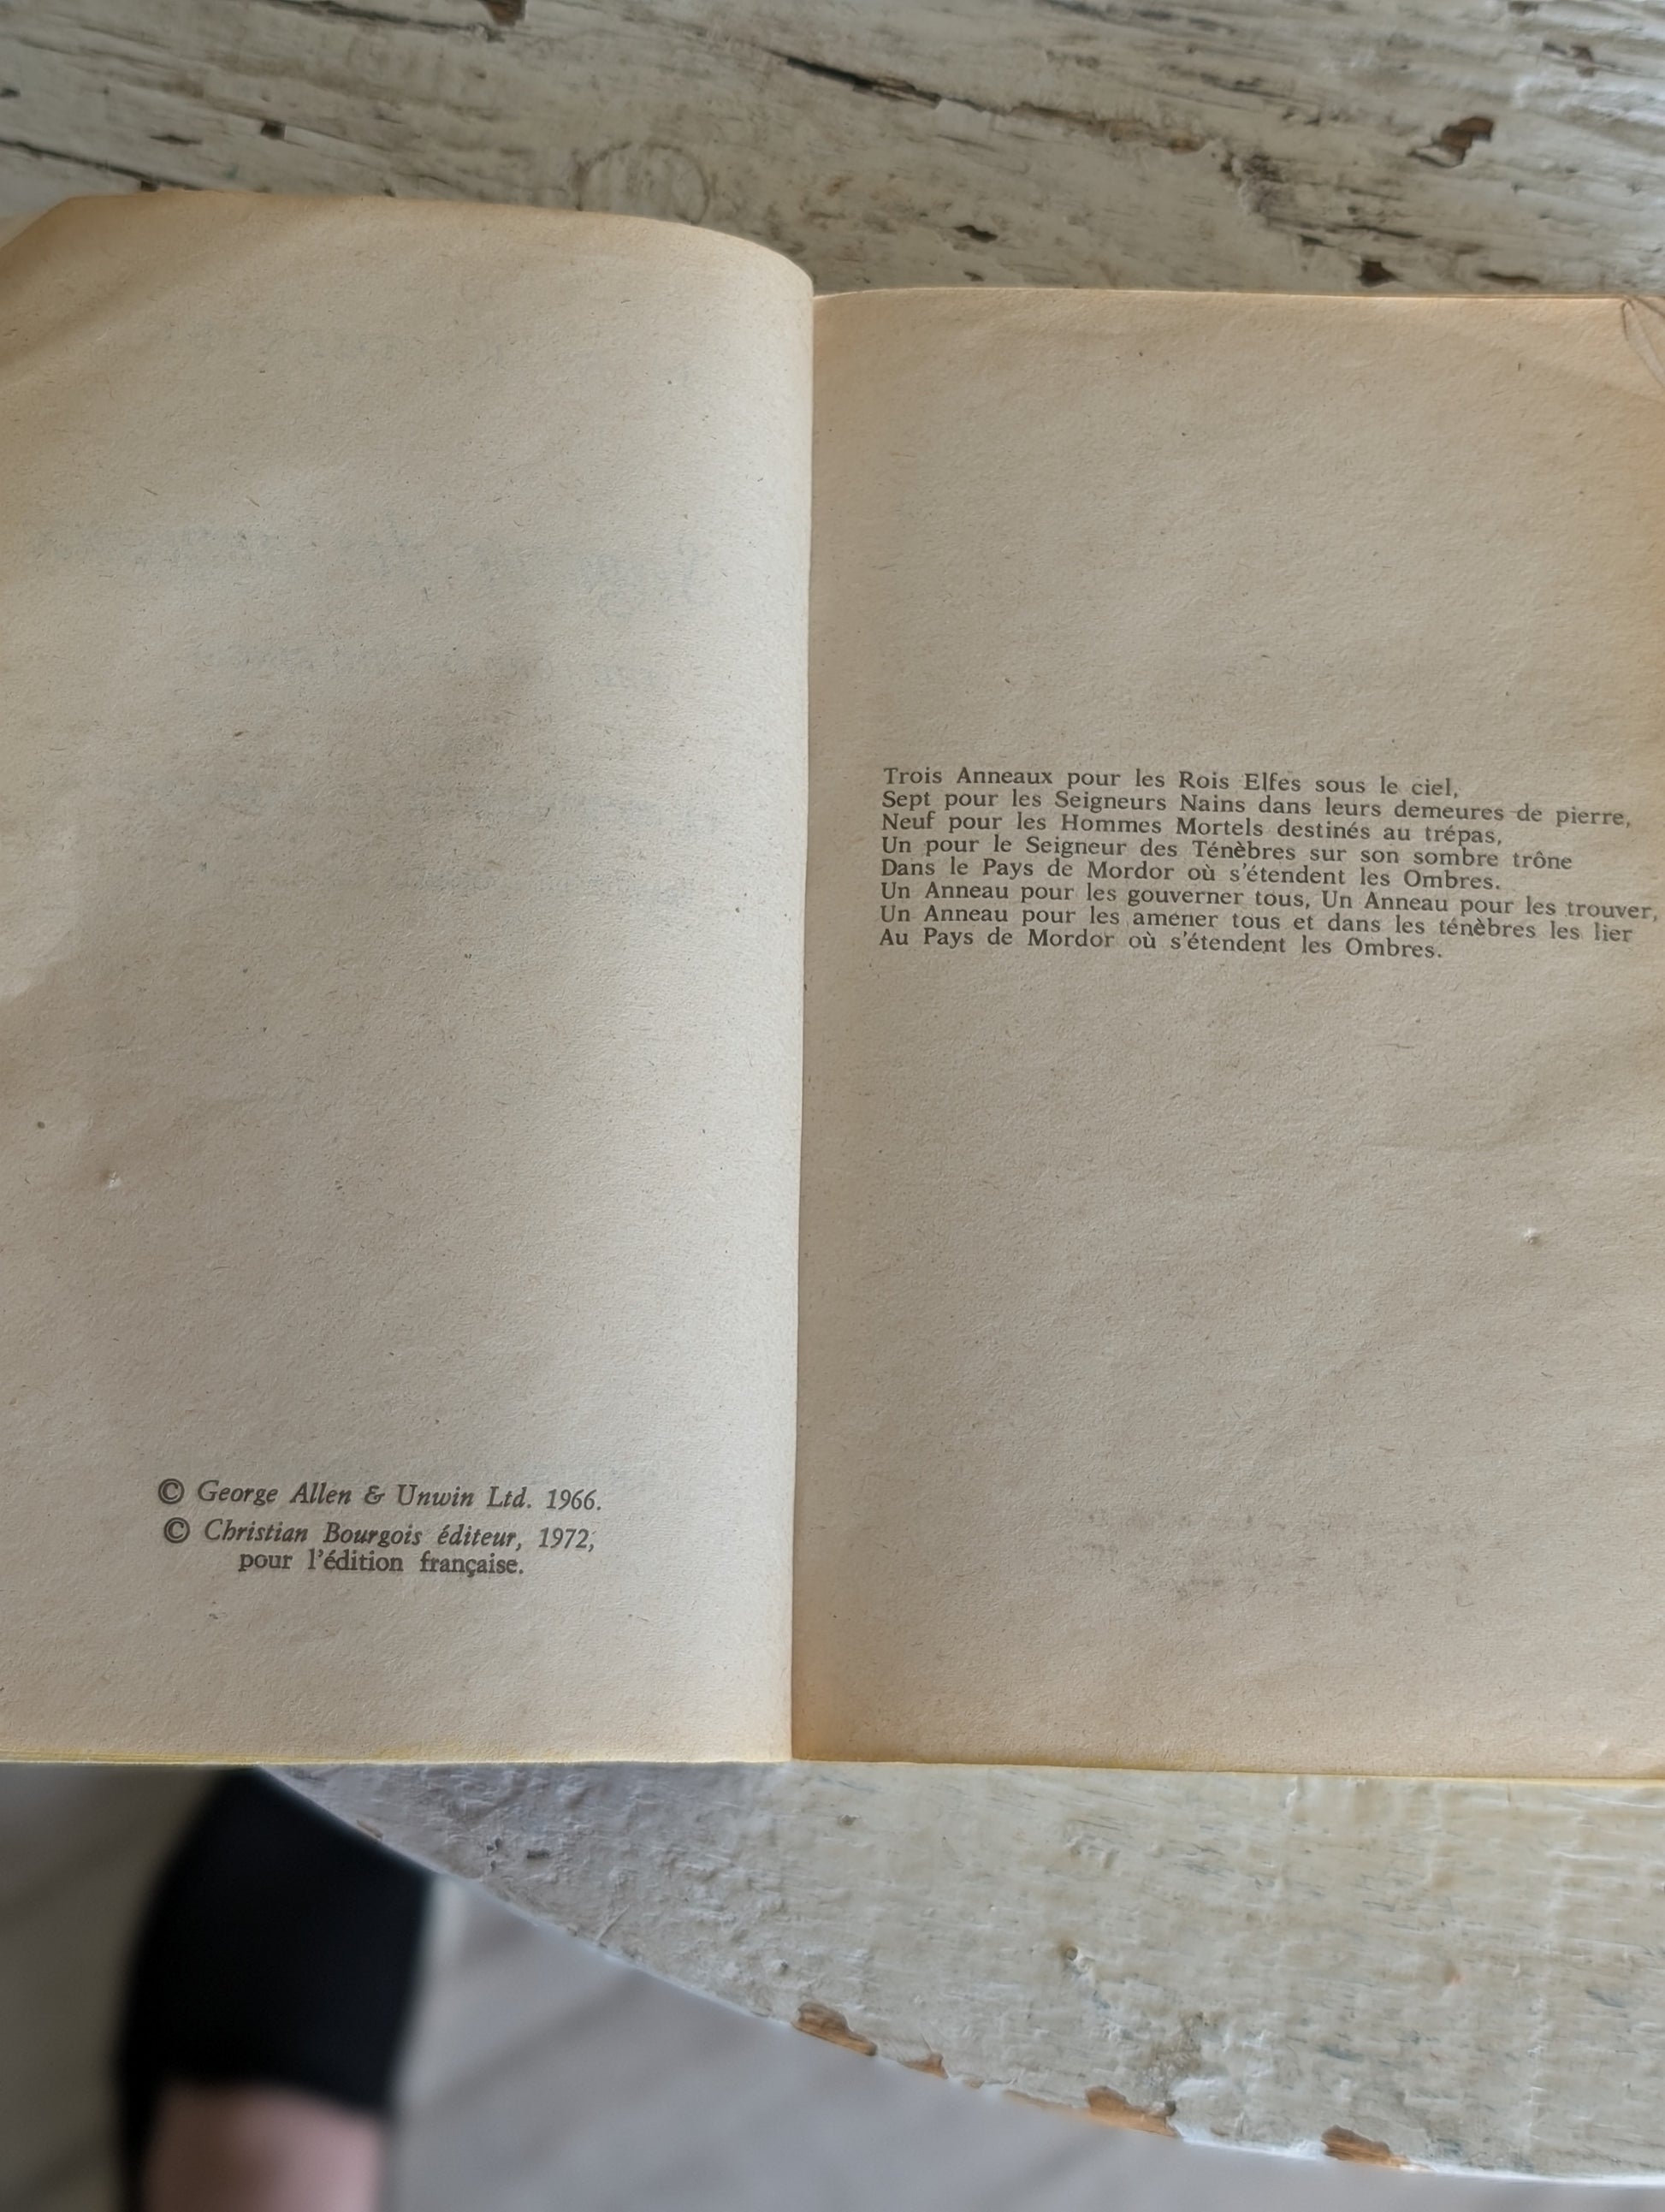 © George Allen & Unwin Ltd. 1966.
© Christian Bourgois éditeur, 1972,
pour l'édition française.
Trois Anneaux pour les Rois Elfes sous le ciel,
Sept pour les Seigneurs Nains dans leurs demeures de pierre,
Neuf pour les Hommes Mortels destinés au trépas,
Un pour le Seigneur des Ténèbres sur son sombre trône
Dans le Pays de Mordor où s'étendent les Ombres.
Un Anneau pour les gouverner tous, Un Anneau pour les trouver,
Un Anneau pour les amener tous et dans les ténèbres les lier
Au Pays de Mordor où s'étendent les Ombres.